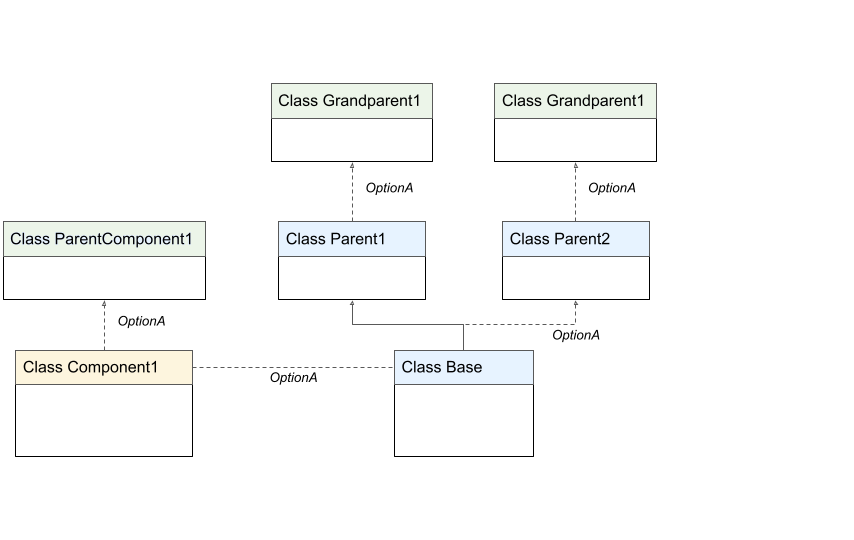 Class Grandparent1
Class Grandparent1
OptionA
OptionA
Class ParentComponent1
Class Parent1
Class Parent2
OptionA
OptionA
Class Component1
OptionA
Class Base